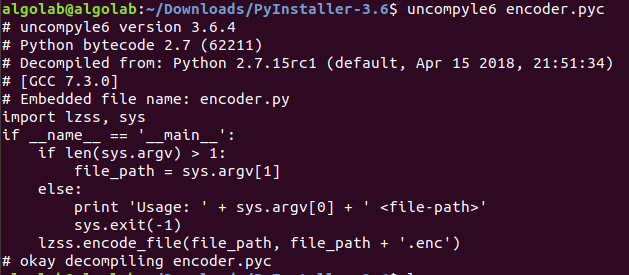 algolab@algolab:~/Downloads/PyInstaller-3.6$ uncompyle6 encoder.pyc
# uncompyle6 version 3.6.4
# Python bytecode 2.7 (62211)
# Decompiled from: Python 2.7.15rc1 (default, Apr 15 2018, 21:51:34)
# [GCC 7.3.0]
# Embedded file name: encoder.py
import lzss, sys
if __name__ == '__main__':
    if len(sys.argv) > 1:
        file_path = sys.argv[1]
    else:
        print 'Usage: ' + sys.argv[0] + ' <file-path>'
        sys.exit(-1)
    lzss.encode_file(file_path, file_path + '.enc')
# okay decompiling encoder.pyc